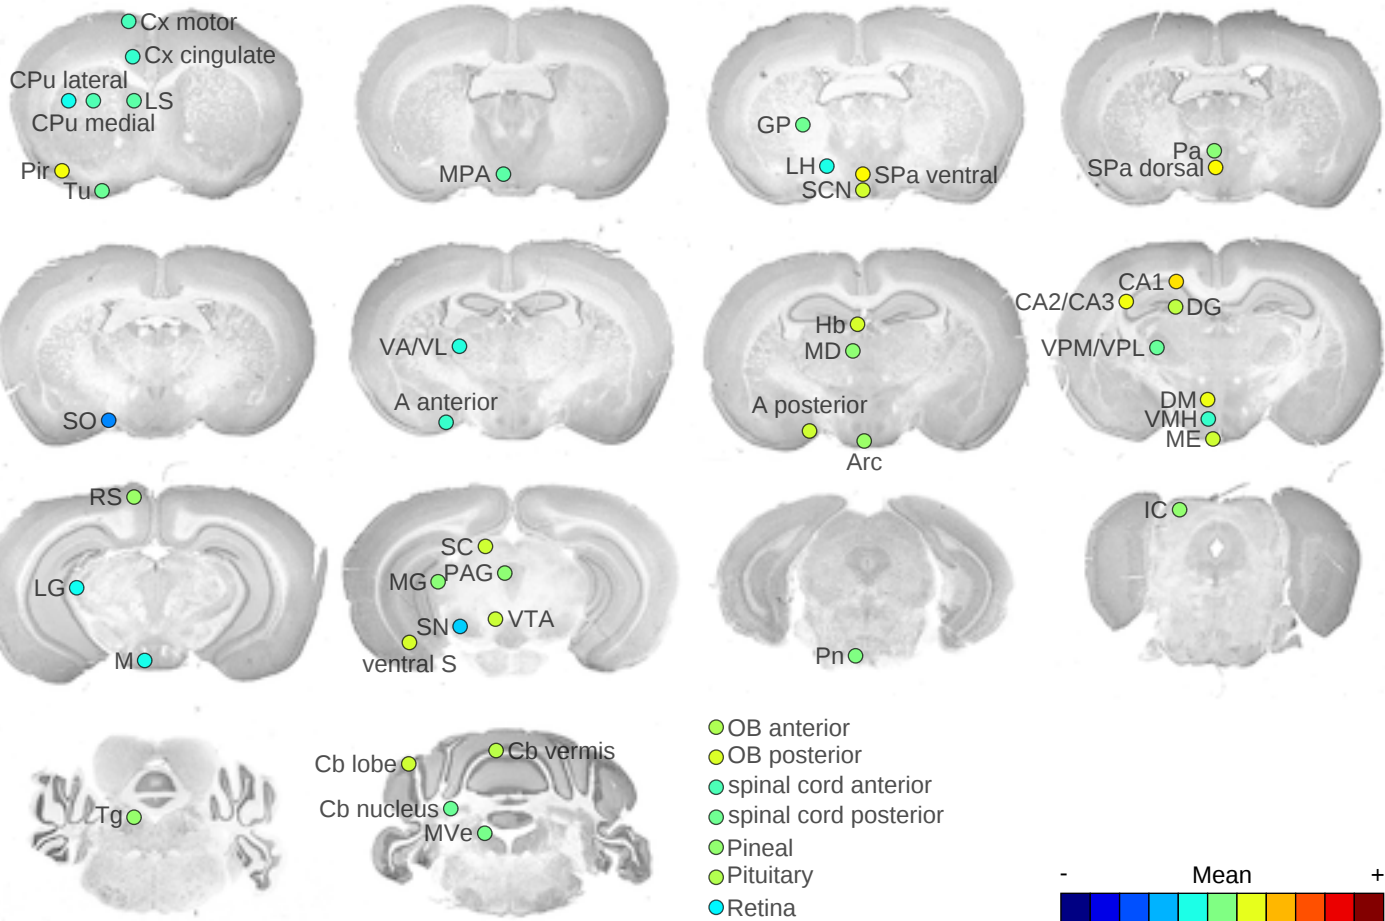 Cx motor
Cx cingulate
CPu lateral
LS
CPu medial
Pir
Tu
MPA
GP
LH
SPa ventral
SCN
Pa
SPa dorsal
SO
VA/VL
A anterior
Hb
MD
A posterior
Arc
CA1
CA2/CA3
DG
VPM/VPL
DM
VMH
ME
RS
LG
M
SC
MG
PAG
SN
VTA
ventral S
Pn
IC
Tg
Cb lobe
Cb vermis
Cb nucleus
MVe
OB anterior
OB posterior
spinal cord anterior
spinal cord posterior
Pineal
Pituitary
Retina
- Mean +